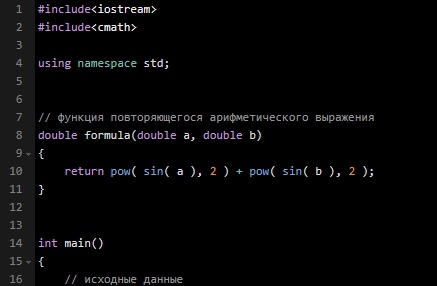 1 #include<iostream>
2 #include<cmath>
3
4 using namespace std;
5
6
7 // функция повторяющегося арифметического выражения
8 double formula(double a, double b)
9 {
10 return pow( sin( a ), 2 ) + pow( sin( b ), 2 );
11 }
12
13
14 int main()
15 {
16 // исходные данные